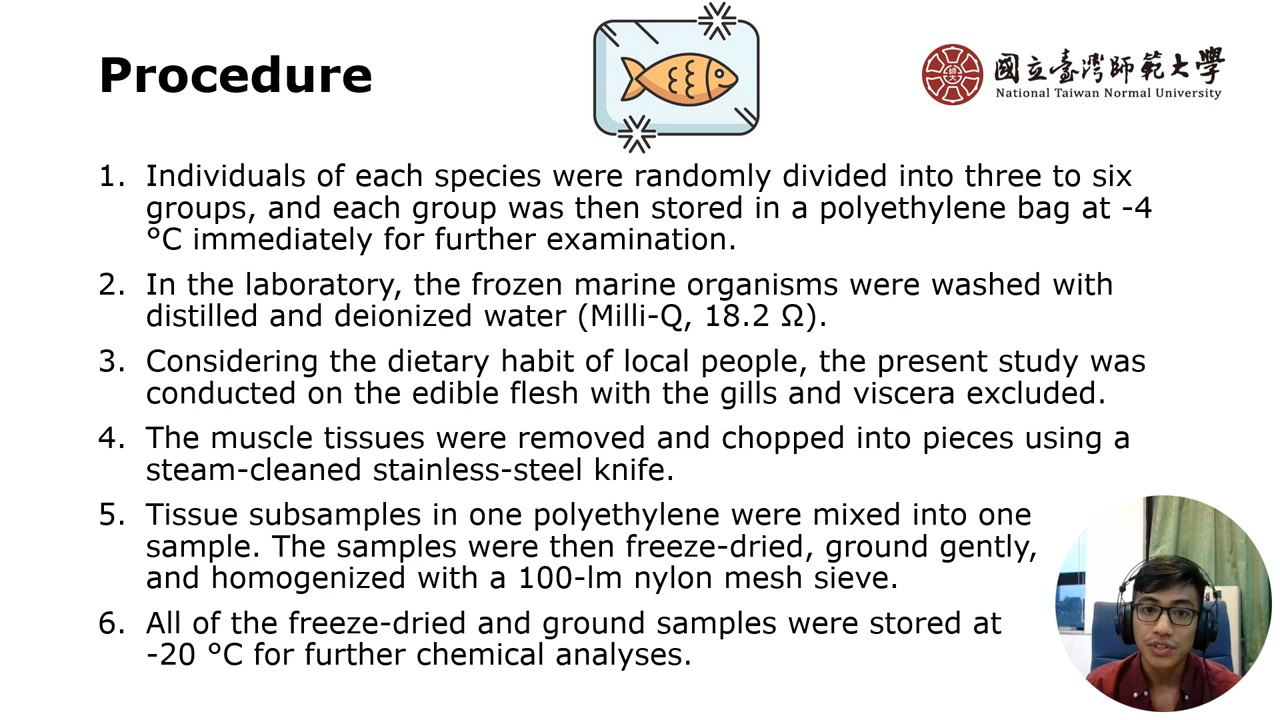 Procedure
國立臺灣師範大學
National Taiwan Normal University
1. Individuals of each species were randomly divided into three to six
groups, and each group was then stored in a polyethylene bag at -4
°C immediately for further examination.
2. In the laboratory, the frozen marine organisms were washed with
distilled and deionized water (Milli-Q, 18.2 Ω).
3. Considering the dietary habit of local people, the present study was
conducted on the edible flesh with the gills and viscera excluded.
4. The muscle tissues were removed and chopped into pieces using a
steam-cleaned stainless-steel knife.
5. Tissue subsamples in one polyethylene were mixed into one
sample. The samples were then freeze-dried, ground gently,
and homogenized with a 100-lm nylon mesh sieve.
6. All of the freeze-dried and ground samples were stored at
-20 °C for further chemical analyses.